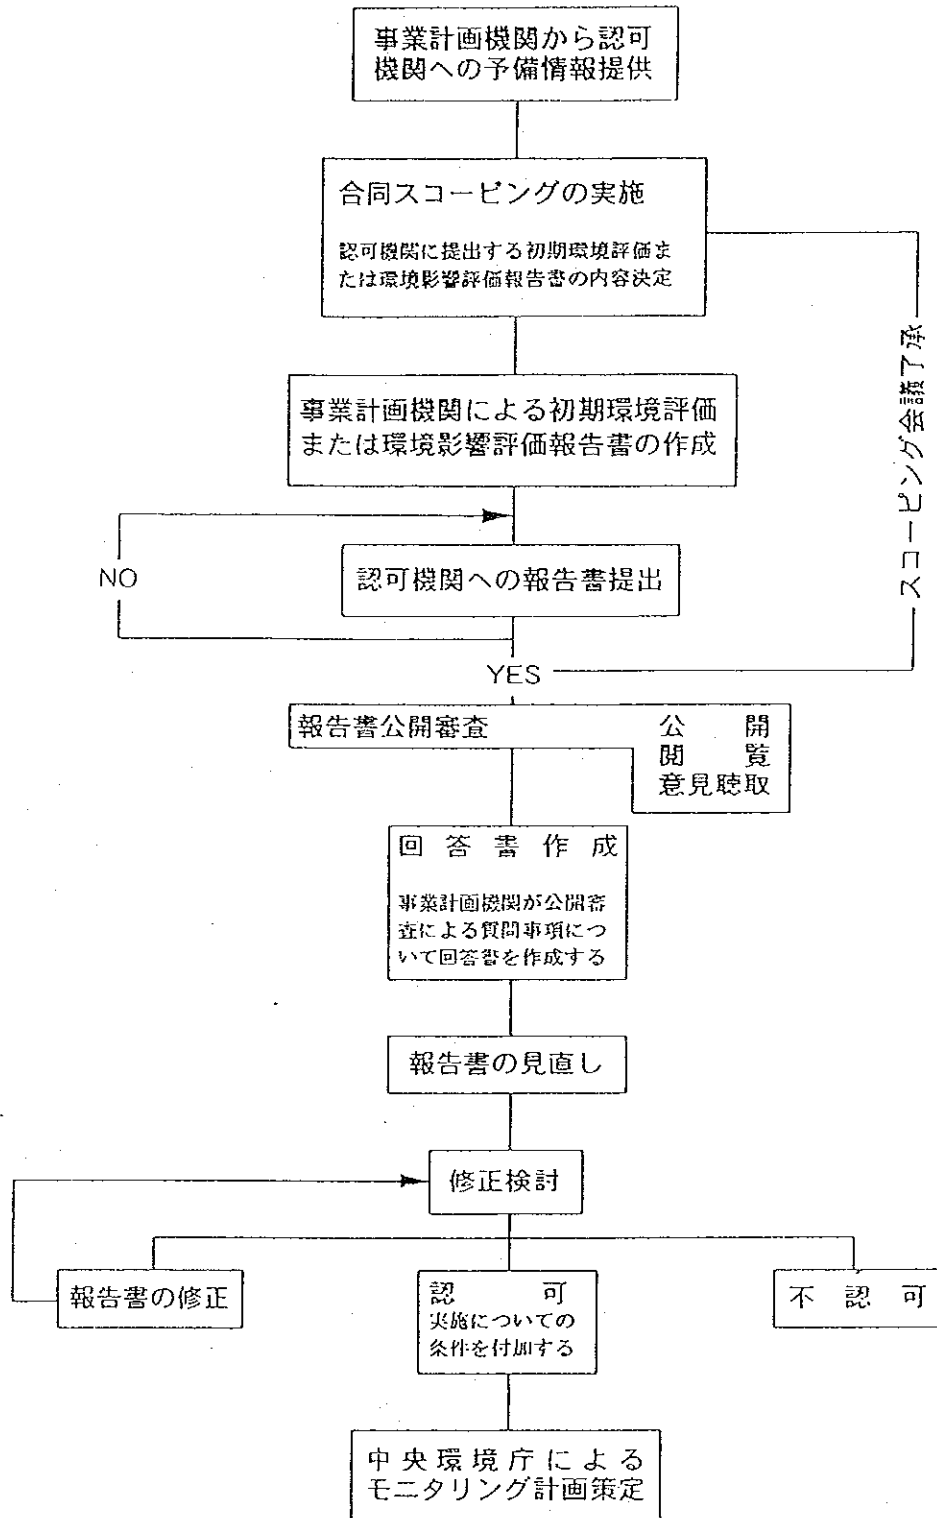 事業計画機関から認可
機関への予備情報提供
合同スコーピングの実施
認可機関に提出する初期環境評価ま
たは環境影響評価報告書の内容決定
スコーピング会議了承
事業計画機関による初期環境評価
または環境影響評価報告書の作成
NO
認可機関への報告書提出
YES
報告書公開審査
公開
閲覧
意見聴取
回答書作成
事業計画機関が公開審
査による質問事項につ
いて回答書を作成する
報告書の見直し
修正検討
報告書の修正
認可
実施についての
条件を付加する
不認可
中央環境庁による
モニタリング計画策定